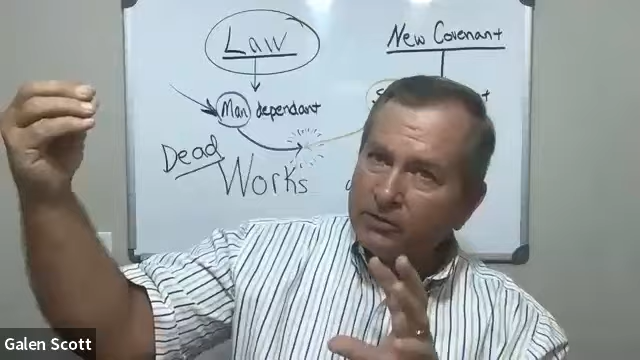 Law
New Covenant
Man dependant
Dead
Works
Galen Scott